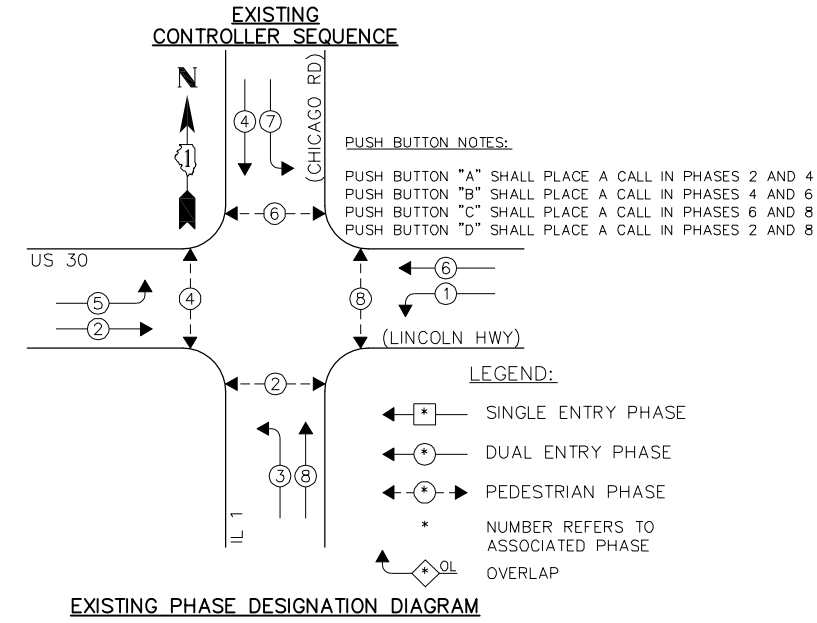 EXISTING
CONTROLLER SEQUENCE
N
1
(CHICAGO RD)
4
7
PUSH BUTTON NOTES:
PUSH BUTTON "A" SHALL PLACE A CALL IN PHASES 2 AND 4
PUSH BUTTON "B" SHALL PLACE A CALL IN PHASES 4 AND 6
PUSH BUTTON "C" SHALL PLACE A CALL IN PHASES 6 AND 8
PUSH BUTTON "D" SHALL PLACE A CALL IN PHASES 2 AND 8
6
US 30
6
1
5
4
8
2
(LINCOLN HWY)
2
3
8
IL 1
LEGEND:
* SINGLE ENTRY PHASE
* DUAL ENTRY PHASE
* PEDESTRIAN PHASE
* NUMBER REFERS TO
ASSOCIATED PHASE
* OL OVERLAP
EXISTING PHASE DESIGNATION DIAGRAM